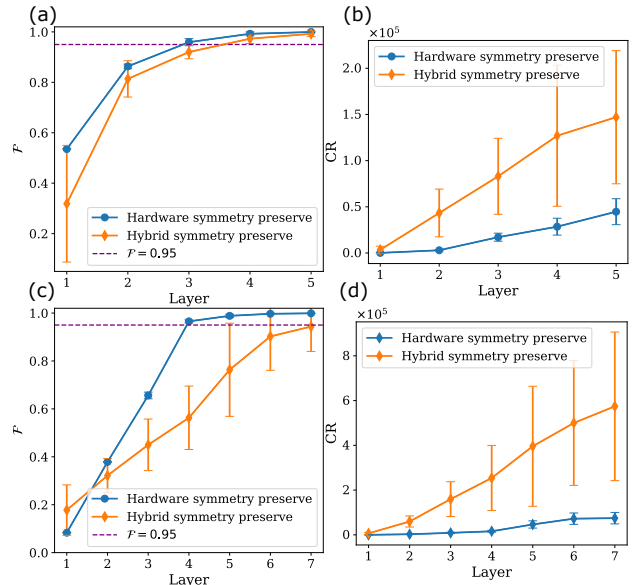 (a)
1.0
0.8
0.6
0.4
0.2
F
Hardware symmetry preserve
Hybrid symmetry preserve
F = 0.95
1 2 3 4 5
Layer
(b)
×10⁵
2.0
1.5
1.0
0.5
0.0
CR
Hardware symmetry preserve
Hybrid symmetry preserve
1 2 3 4 5
Layer
(c)
1.0
0.8
0.6
0.4
0.2
0.0
F
Hardware symmetry preserve
Hybrid symmetry preserve
F = 0.95
1 2 3 4 5 6 7
Layer
(d)
×10⁵
8
6
4
2
0
CR
Hardware symmetry preserve
Hybrid symmetry preserve
1 2 3 4 5 6 7
Layer